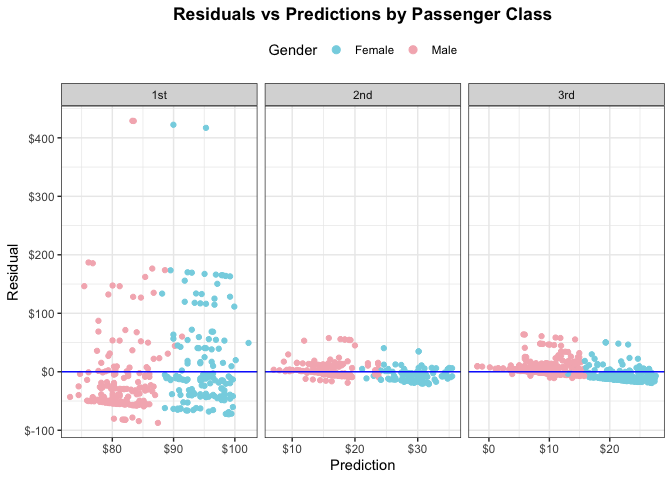 Residuals vs Predictions by Passenger Class
Gender Female Male
1st 2nd 3rd
$400
$300
$200
$100
$0
$-100
Residual
$80 $90 $100 $10 $20 $30 $0 $10 $20
Prediction